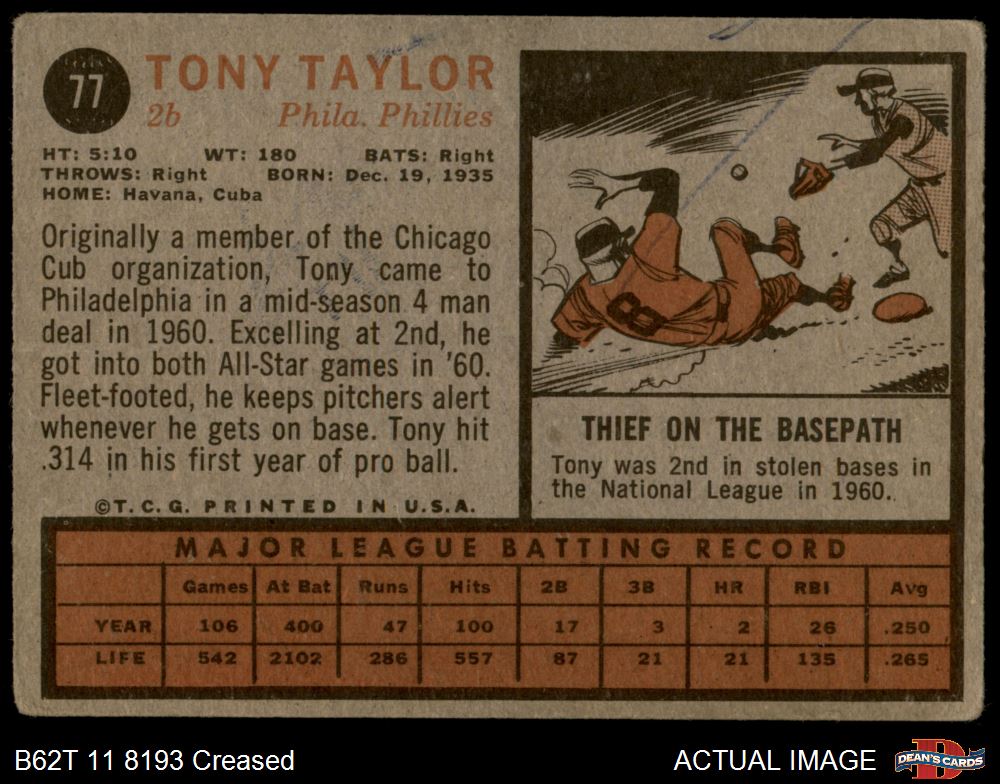 77
TONY TAYLOR
2b Phila. Phillies
HT: 5:10 WT: 180 BATS: Right
THROWS: Right BORN: Dec. 19, 1935
HOME: Havana, Cuba
Originally a member of the Chicago
Cub organization, Tony came to
Philadelphia in a mid-season 4 man
deal in 1960. Excelling at 2nd, he
got into both All-Star games in '60.
Fleet-footed, he keeps pitchers alert
whenever he gets on base. Tony hit
.314 in his first year of pro ball.
©T.C.G. PRINTED IN U.S.A.
8
THIEF ON THE BASEPATH
Tony was 2nd in stolen bases in
the National League in 1960.
MAJOR LEAGUE BATTING RECORD
Games At Bat Runs Hits 2B 3B HR RBI Avg
YEAR 106 400 47 100 17 3 2 26 .250
LIFE 542 2102 286 557 87 21 21 135 .265
B62T 11 8193 Creased
ACTUAL IMAGE
D
DEAN'S CARDS